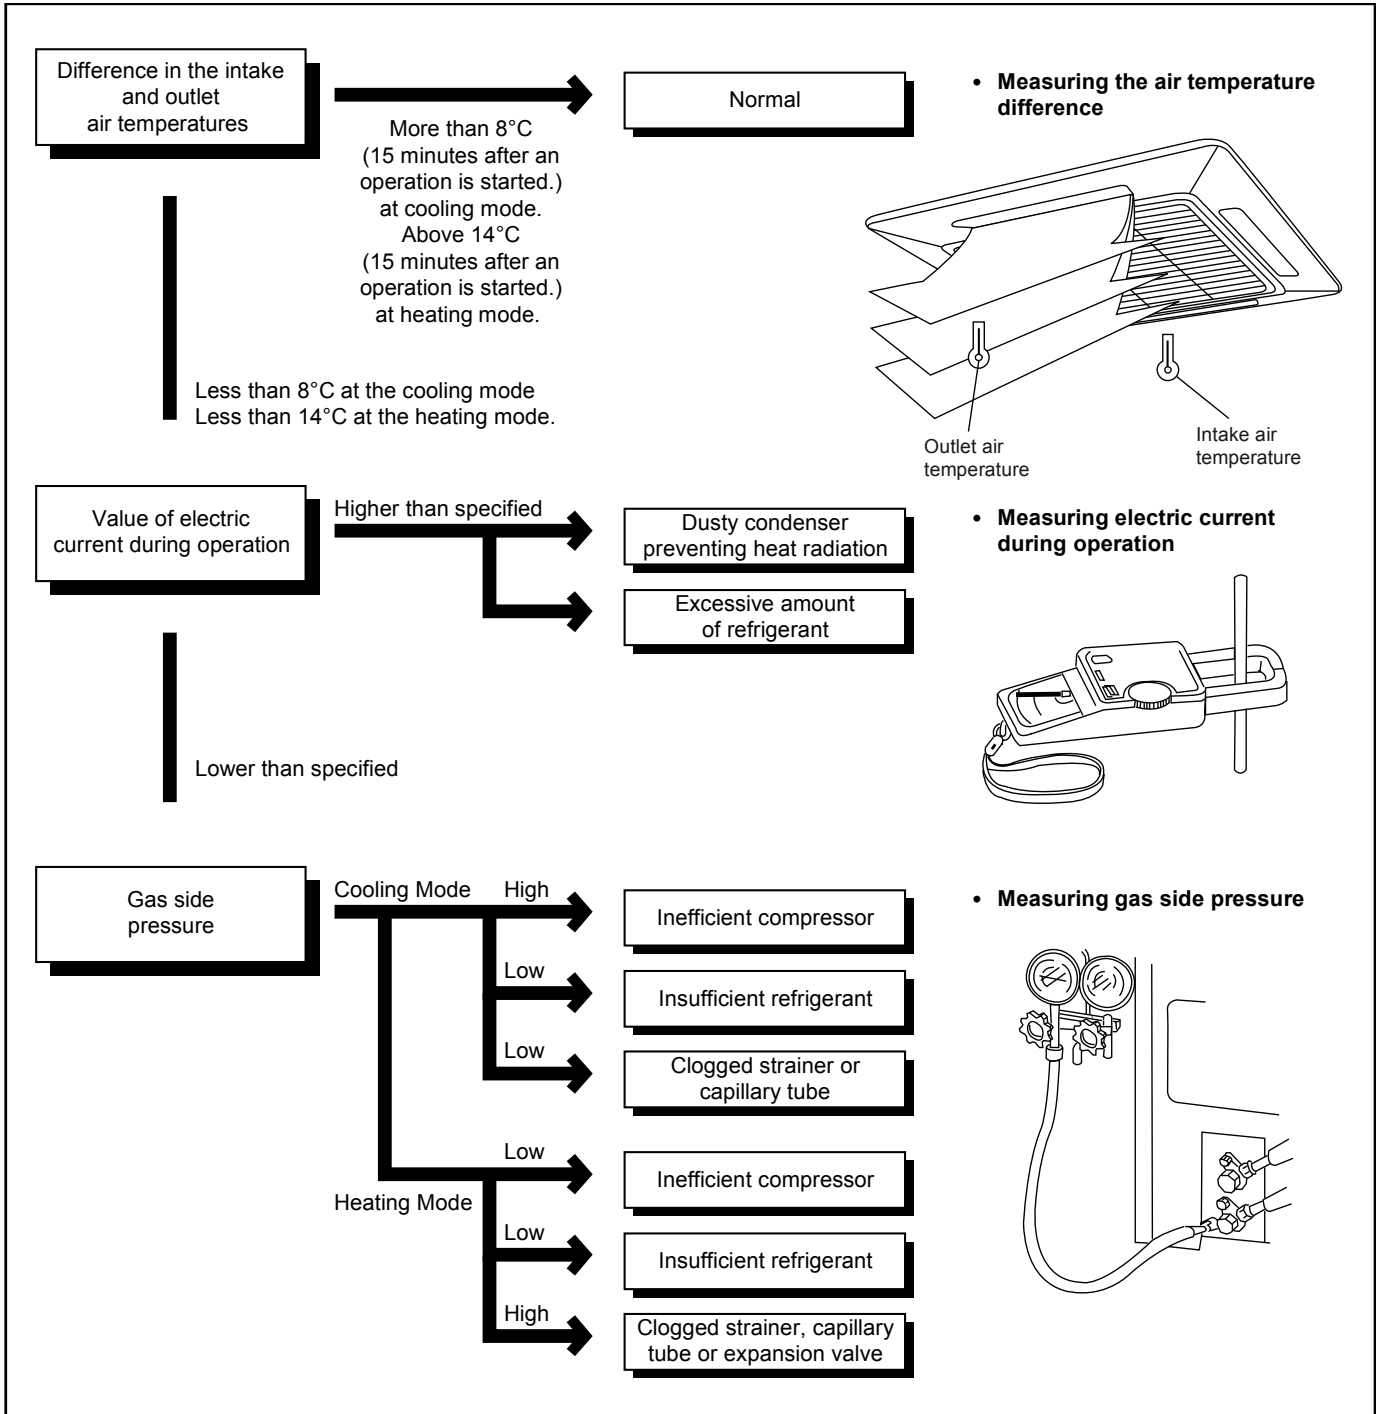 Difference in the intake
and outlet
air temperatures
Normal
More than 8°C
(15 minutes after an
operation is started.)
at cooling mode.
Above 14°C
(15 minutes after an
operation is started.)
at heating mode.
Less than 8°C at the cooling mode
Less than 14°C at the heating mode.
• Measuring the air temperature
difference
Outlet air
temperature
Intake air
temperature
Value of electric
current during operation
Higher than specified
Dusty condenser
preventing heat radiation
Excessive amount
of refrigerant
Lower than specified
• Measuring electric current
during operation
Gas side
pressure
Cooling Mode
High
Inefficient compressor
Low
Insufficient refrigerant
Low
Clogged strainer or
capillary tube
Heating Mode
Low
Inefficient compressor
Low
Insufficient refrigerant
High
Clogged strainer, capillary
tube or expansion valve
• Measuring gas side pressure